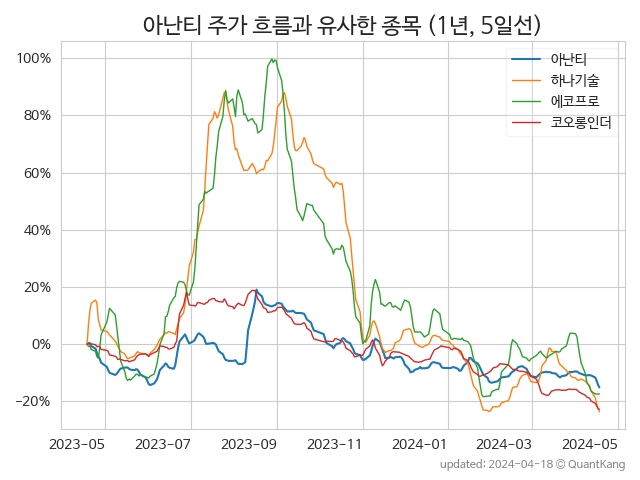 아난티 주가 흐름과 유사한 종목 (1년, 5일선)
아난티
하나기술
에코프로
코오롱인더
100%
80%
60%
40%
20%
0%
−20%
2023-05 2023-07 2023-09 2023-11 2024-01 2024-03 2024-05
updated: 2024-04-18 © QuantKang